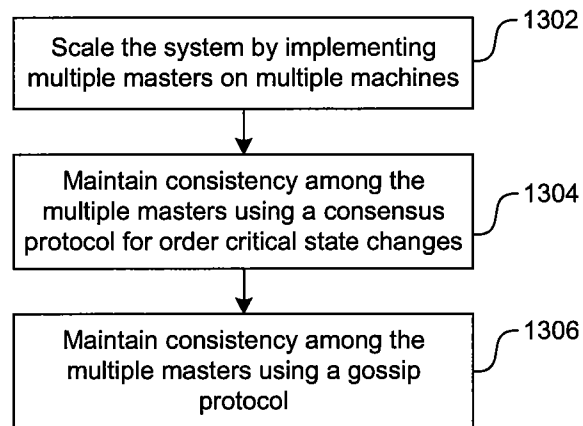 1302
Scale the system by implementing
multiple masters on multiple machines
1304
Maintain consistency among the
multiple masters using a consensus
protocol for order critical state changes
1306
Maintain consistency among the
multiple masters using a gossip
protocol